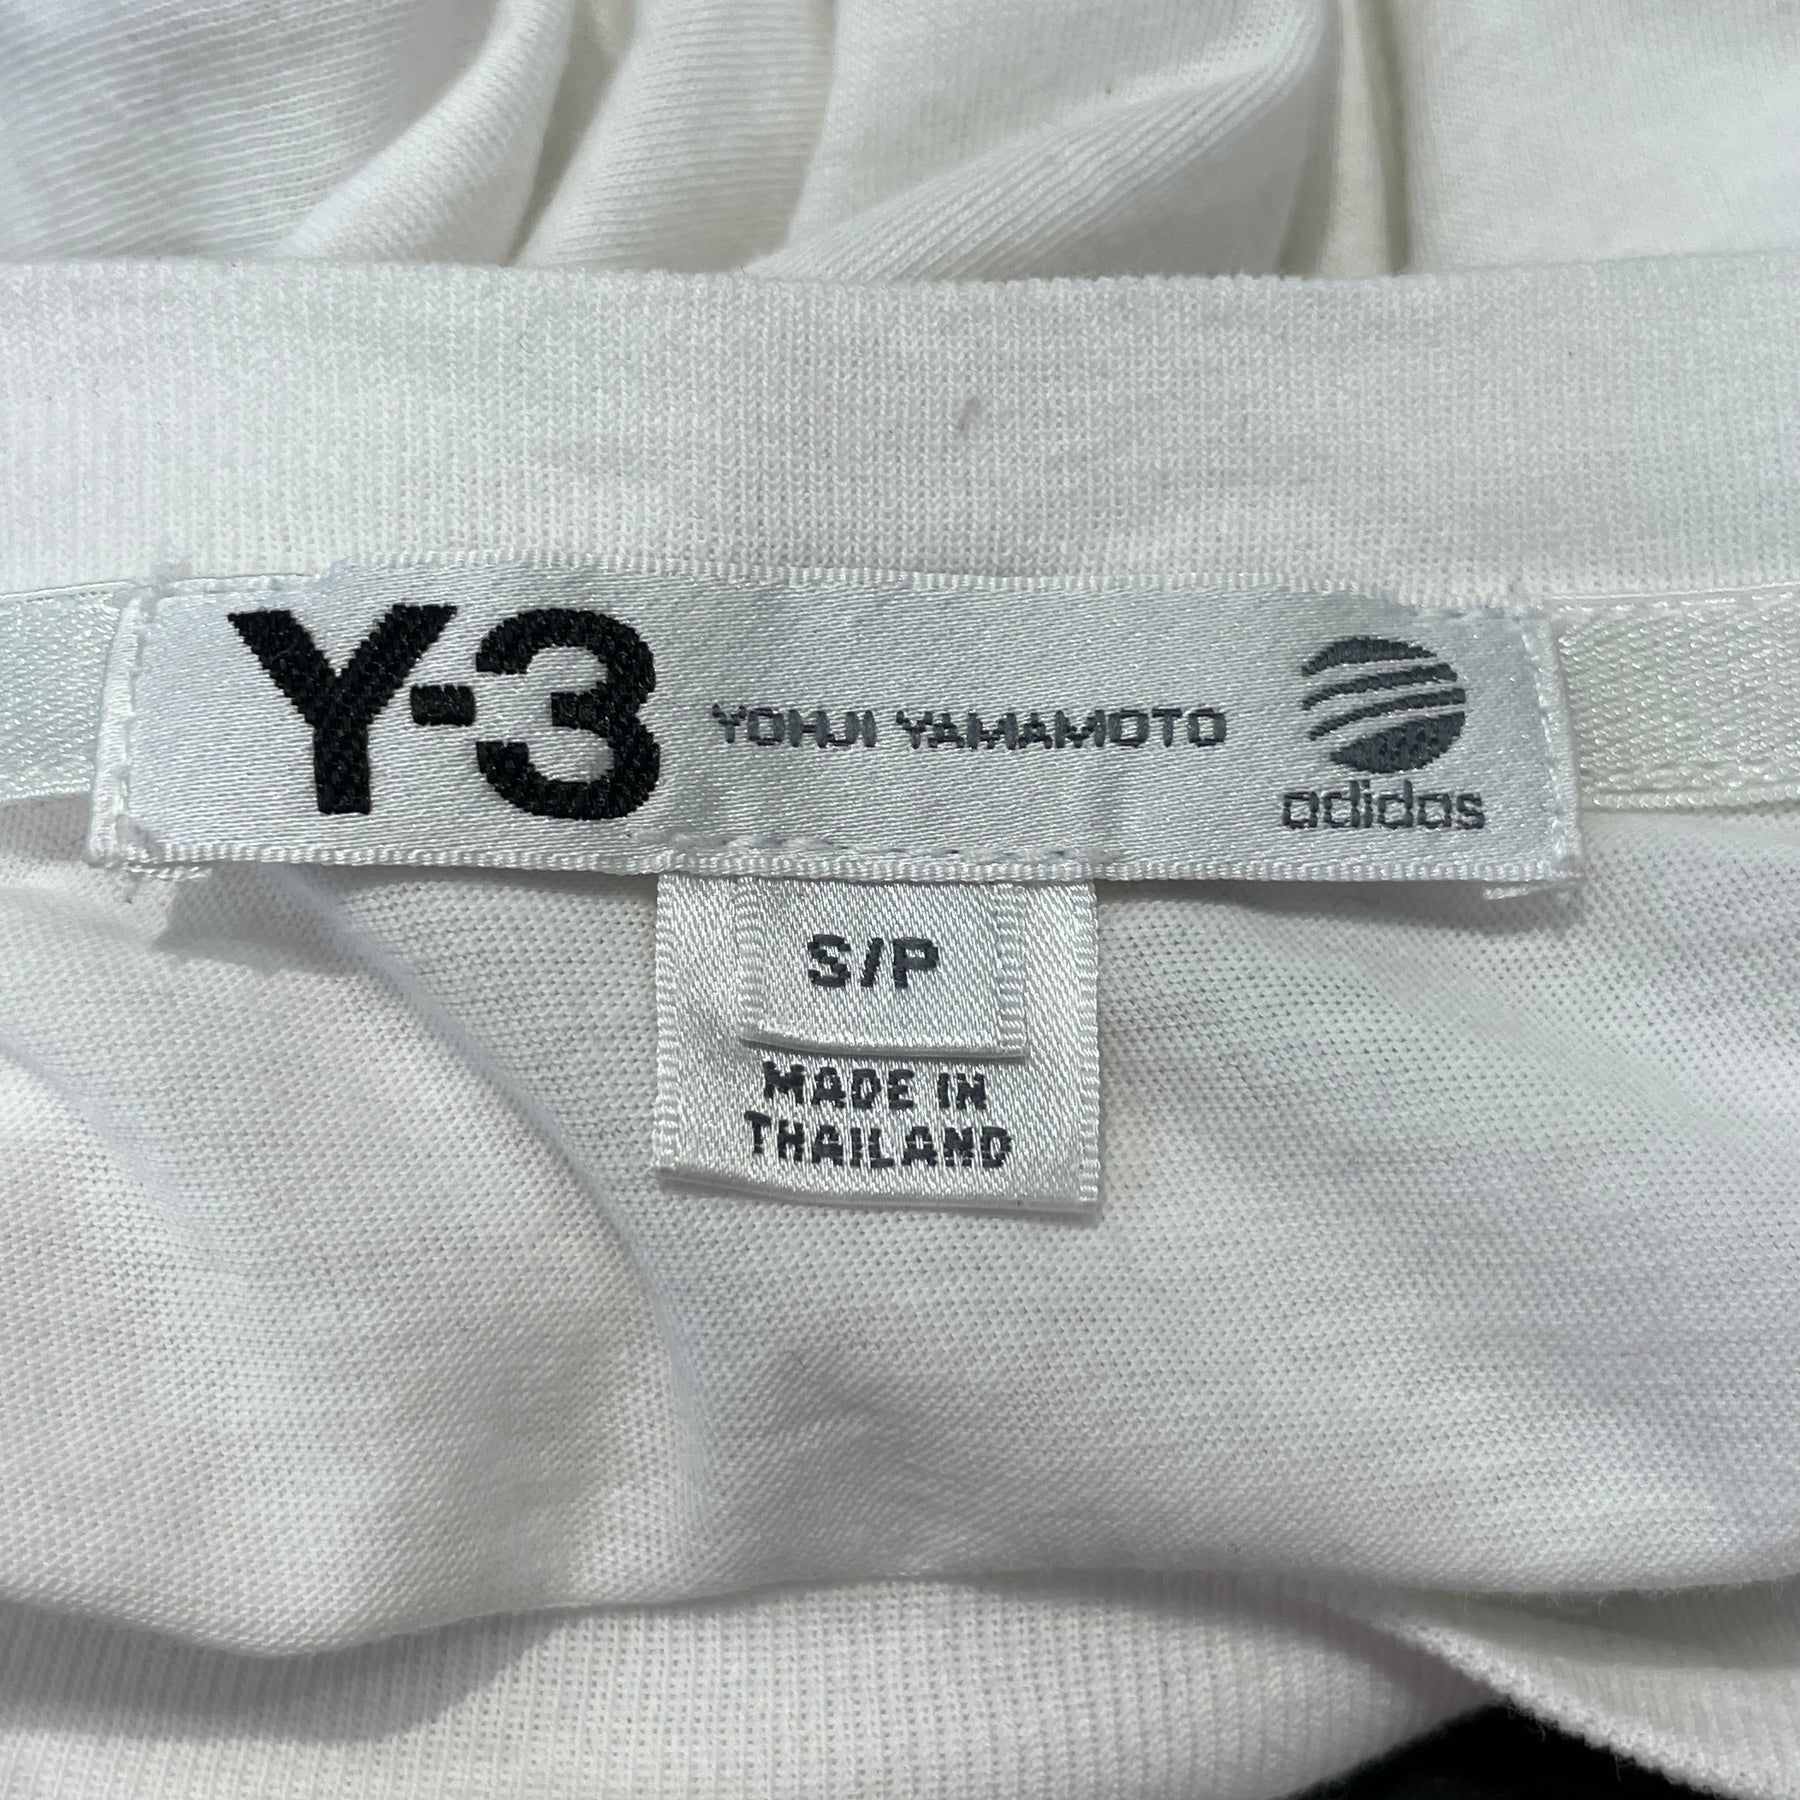 Y-3 YOHJI YAMAMOTO adidas
S/P
MADE IN
THAILAND